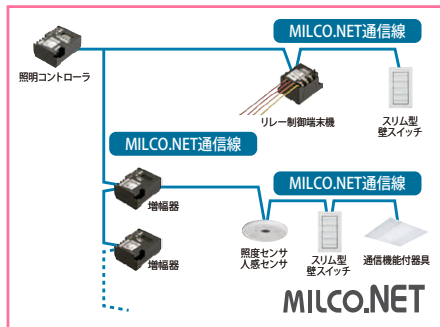 MILCO.NET通信線
照明コントローラ
リレー制御端末機
スリム型
壁スイッチ
MILCO.NET通信線
増幅器
MILCO.NET通信線
照度センサ
人感センサ
スリム型
壁スイッチ
通信機能付器具
増幅器
MILCO.NET